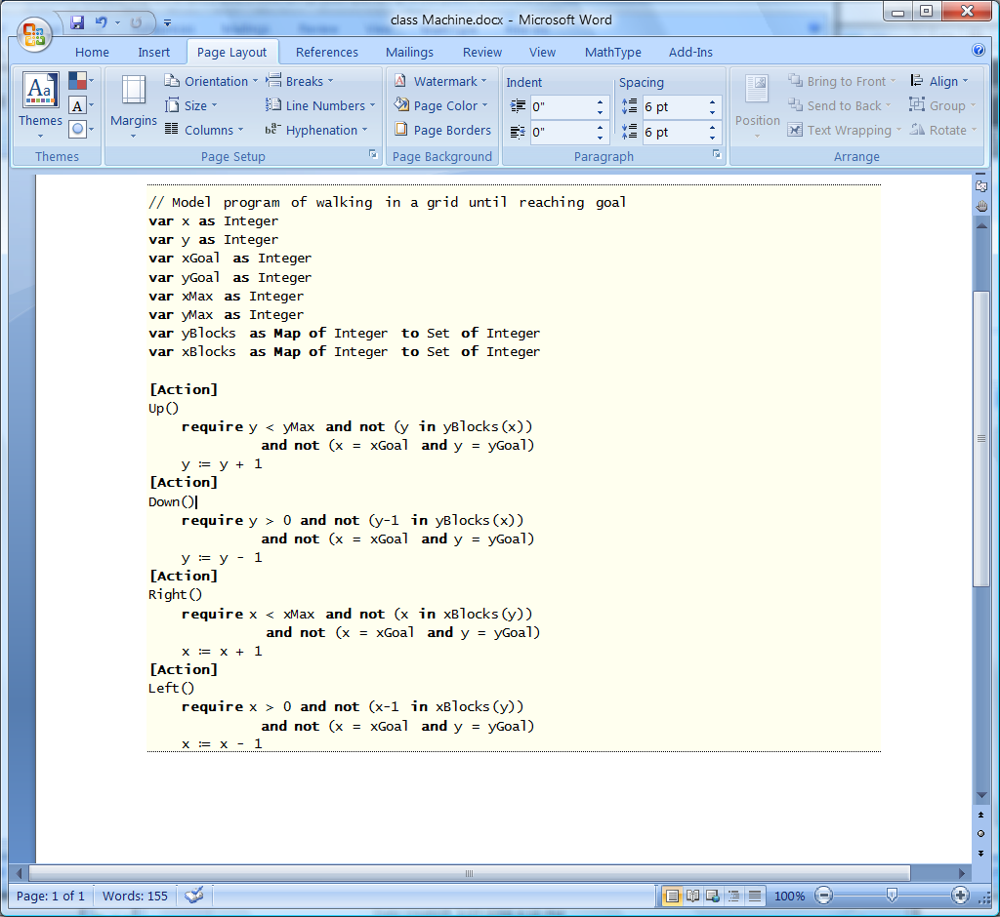 class Machine.docx - Microsoft Word
Home Insert Page Layout References Mailings Review View MathType Add-Ins
Aa
Themes
A
Themes
Margins
Orientation
Size
Columns
Breaks
Line Numbers
Hyphenation
Page Setup
Watermark
Page Color
Page Borders
Page Background
Indent
0"
0"
Spacing
6 pt
6 pt
Paragraph
Position
Bring to Front
Send to Back
Text Wrapping
Align
Group
Rotate
Arrange
// Model program of walking in a grid until reaching goal
var x as Integer
var y as Integer
var xGoal as Integer
var yGoal as Integer
var xMax as Integer
var yMax as Integer
var yBlocks as Map of Integer to Set of Integer
var xBlocks as Map of Integer to Set of Integer
[Action]
Up()
require y < yMax and not (y in yBlocks(x))
and not (x = xGoal and y = yGoal)
y := y + 1
[Action]
Down()
require y > 0 and not (y-1 in yBlocks(x))
and not (x = xGoal and y = yGoal)
y := y - 1
[Action]
Right()
require x < xMax and not (x in xBlocks(y))
and not (x = xGoal and y = yGoal)
x := x + 1
[Action]
Left()
require x > 0 and not (x-1 in xBlocks(y))
and not (x = xGoal and y = yGoal)
x := x - 1
Page: 1 of 1 Words: 155 100%